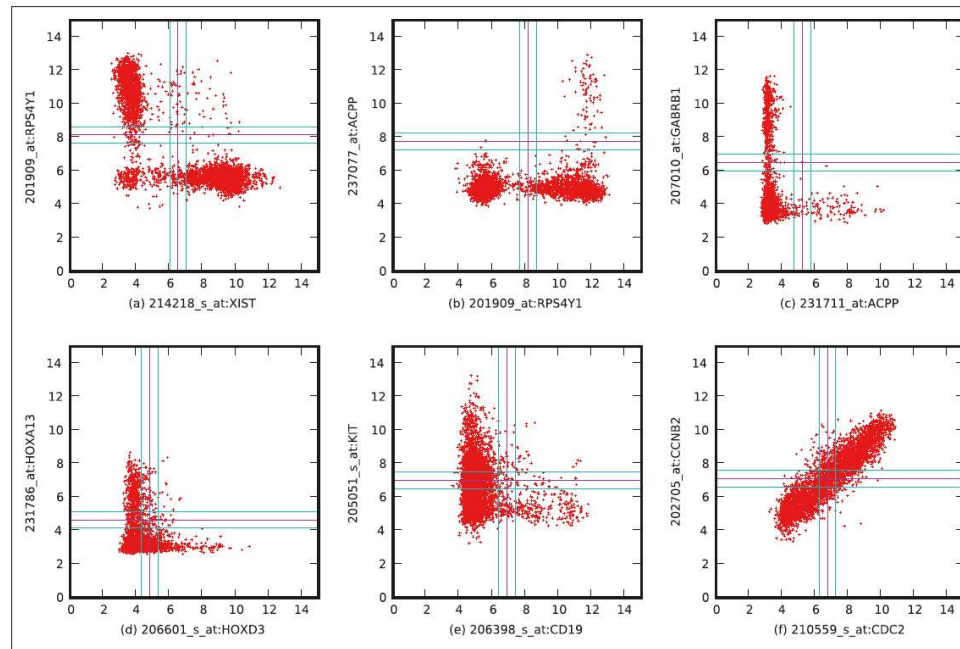 14
12
10
8
6
4
2
0
201909_at:RPS4Y1
0 2 4 6 8 10 12 14
(a) 214218_s_at:XIST
14
12
10
8
6
4
2
0
237077_at:ACPP
0 2 4 6 8 10 12 14
(b) 201909_at:RPS4Y1
14
12
10
8
6
4
2
0
207010_at:GABRB1
0 2 4 6 8 10 12 14
(c) 231711_at:ACPP
14
12
10
8
6
4
2
0
231786_at:HOXA13
0 2 4 6 8 10 12 14
(d) 206601_s_at:HOXD3
14
12
10
8
6
4
2
0
205051_s_at:KIT
0 2 4 6 8 10 12 14
(e) 206398_s_at:CD19
14
12
10
8
6
4
2
0
202705_at:CCNB2
0 2 4 6 8 10 12 14
(f) 210559_s_at:CDC2